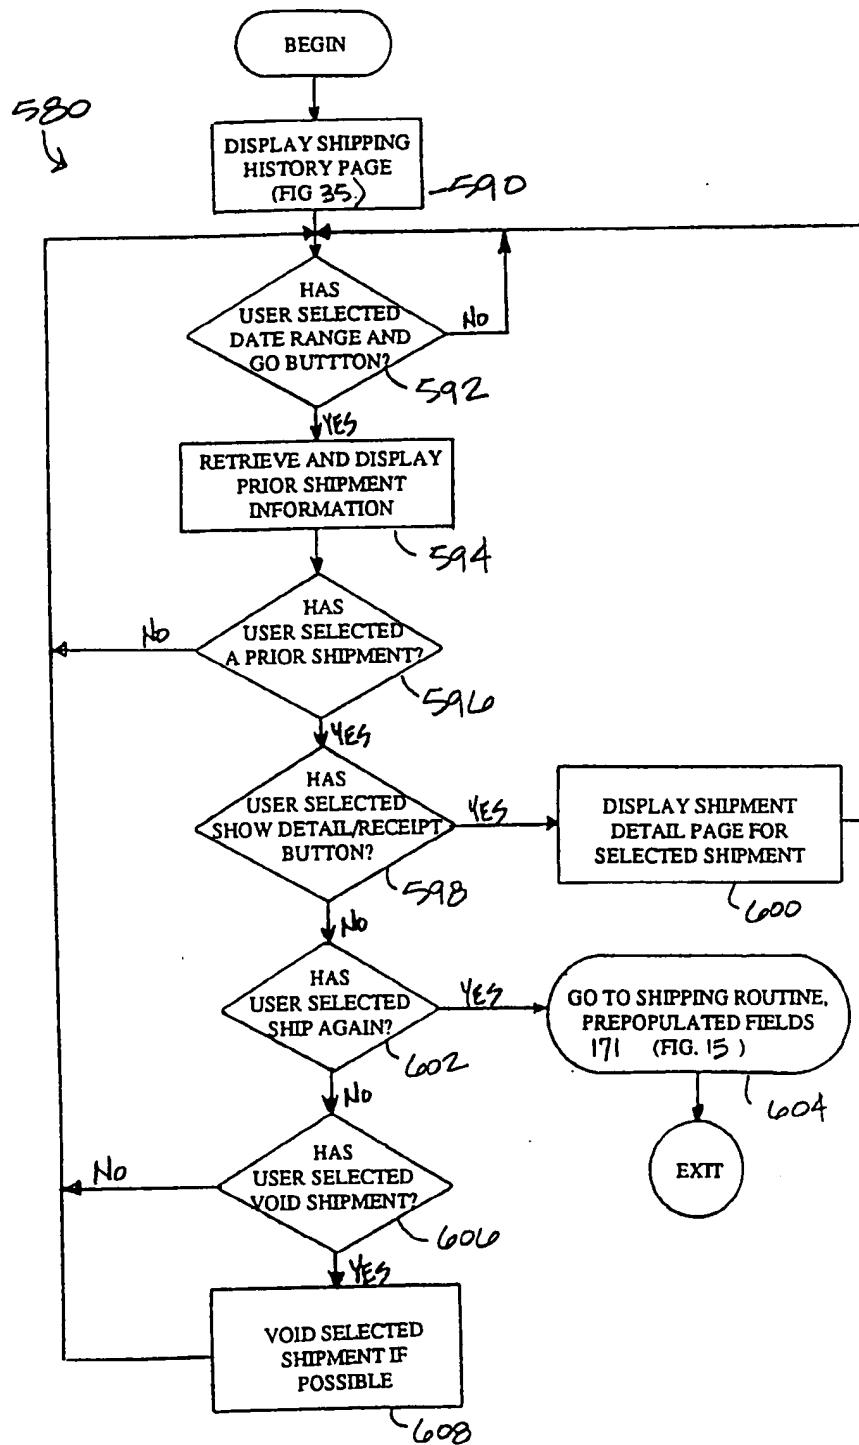 BEGIN
580
DISPLAY SHIPPING
HISTORY PAGE
(FIG 35.)
590
HAS
USER SELECTED
DATE RANGE AND
GO BUTTTON?
NO
592
YES
RETRIEVE AND DISPLAY
PRIOR SHIPMENT
INFORMATION
594
HAS
USER SELECTED
A PRIOR SHIPMENT?
NO
596
YES
HAS
USER SELECTED
SHOW DETAIL/RECEIPT
BUTTON?
YES
598
DISPLAY SHIPMENT
DETAIL PAGE FOR
SELECTED SHIPMENT
600
NO
HAS
USER SELECTED
SHIP AGAIN?
YES
602
GO TO SHIPPING ROUTINE,
PREPOPULATED FIELDS
171 (FIG. 15 )
604
EXIT
NO
HAS
USER SELECTED
VOID SHIPMENT?
NO
606
YES
VOID SELECTED
SHIPMENT IF
POSSIBLE
608